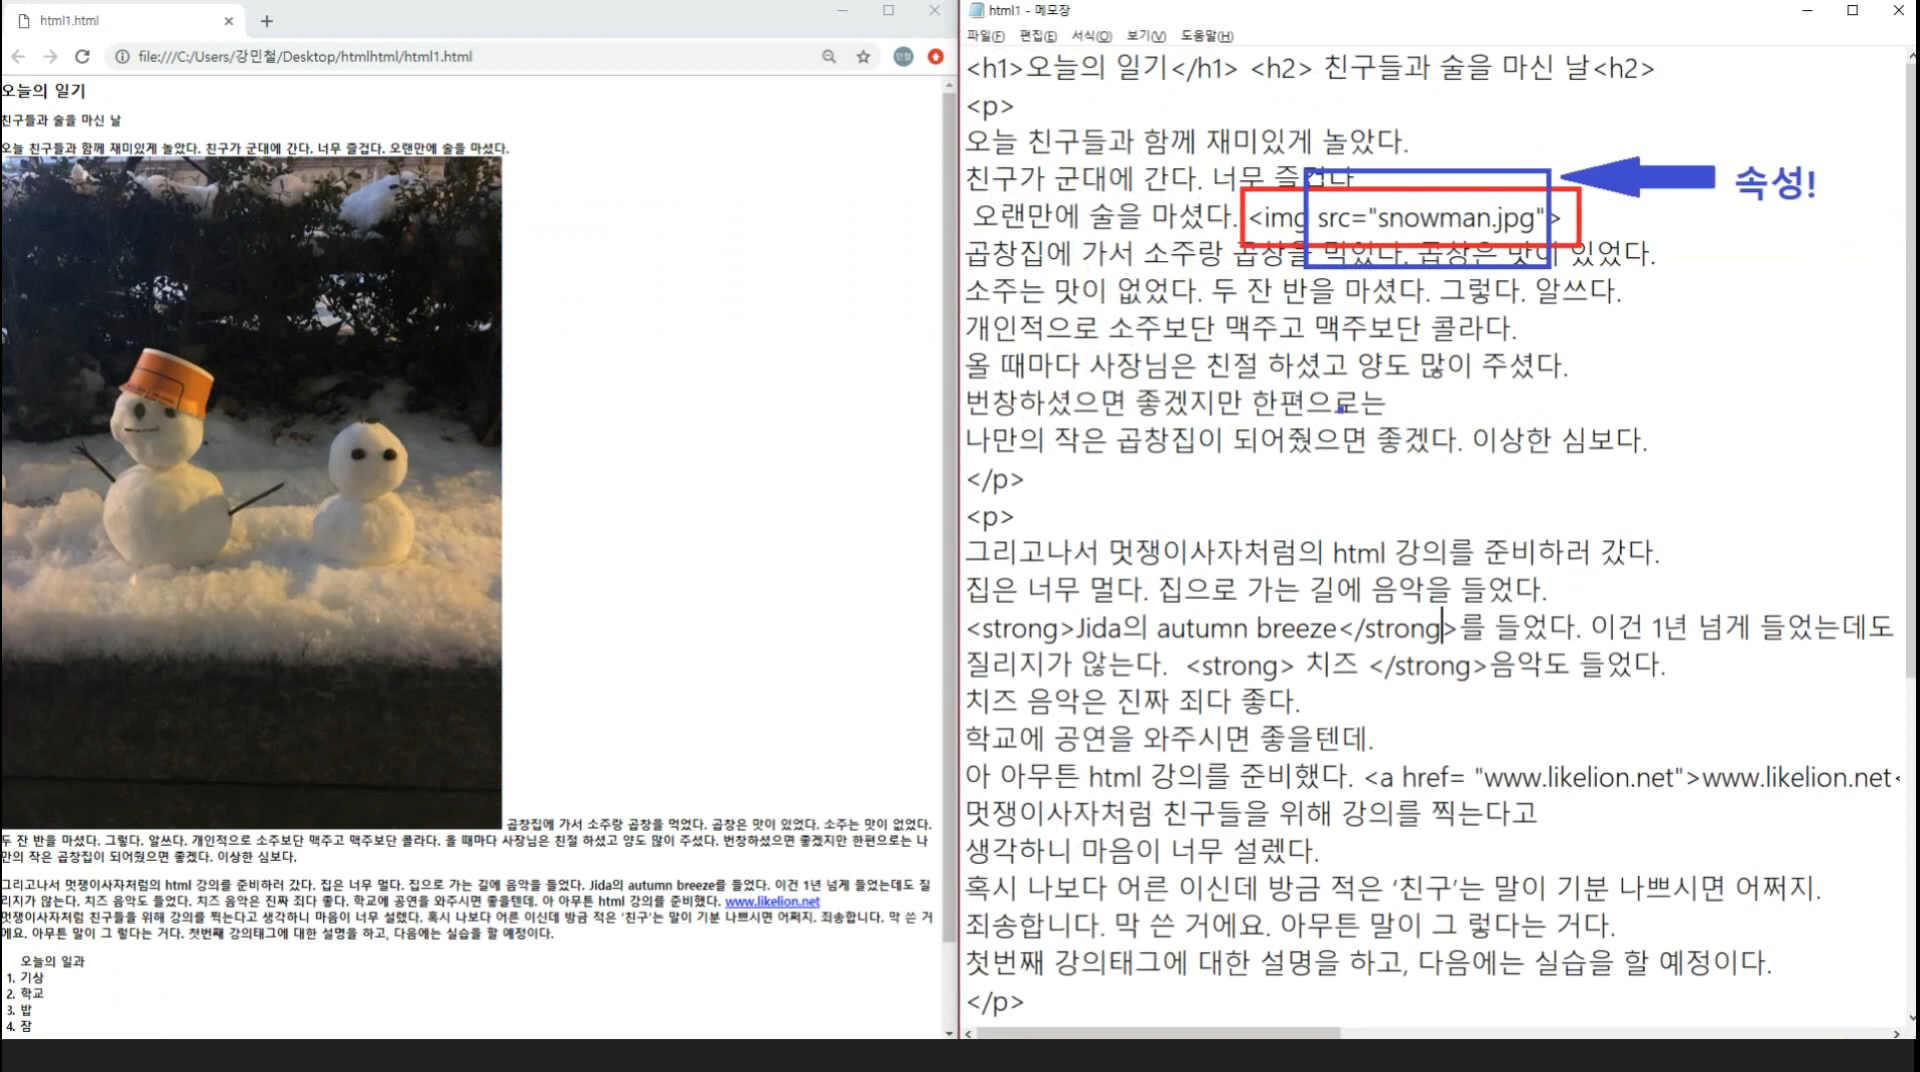 html1.html
file:///C:/Users/강민철/Desktop/htmlhtml/html1.html
오늘의 일기
친구들과 술을 마신 날
오늘 친구들과 함께 재미있게 놀았다. 친구가 군대에 간다. 너무 즐겁다. 오랜만에 술을 마셨다.
곱창집에 가서 소주랑 곱창을 먹었다. 곱창은 맛이 있었다. 소주는 맛이 없었다.
두 잔 반을 마셨다. 그렇다. 알쓰다. 개인적으로 소주보단 맥주고 맥주보단 콜라다. 올 때마다 사장님은 친절 하셨고 양도 많이 주셨다. 번창하셨으면 좋겠지만 한편으로는 나
만의 작은 곱창집이 되어줬으면 좋겠다. 이상한 심보다.
그리고나서 멋쟁이사자처럼의 html 강의를 준비하러 갔다. 집은 너무 멀다. 집으로 가는 길에 음악을 들었다. Jida의 autumn breeze를 들었다. 이건 1년 넘게 들었는데도 질
리지가 않는다. 치즈 음악도 들었다. 치즈 음악은 진짜 죄다 좋다. 학교에 공연을 와주시면 좋을텐데. 아 아무튼 html 강의를 준비했다. www.likelion.net
멋쟁이사자처럼 친구들을 위해 강의를 찍는다고 생각하니 마음이 너무 설렜다. 혹시 나보다 어른 이신데 방금 적은 '친구'는 말이 기분 나쁘시면 어쩌지. 죄송합니다. 막 쓴 거
에요. 아무튼 말이 그 렇다는 거다. 첫번째 강의태그에 대한 설명을 하고, 다음에는 실습을 할 예정이다.
오늘의 일과
1. 기상
2. 학교
3. 밥
4. 잠
html1 - 메모장
파일(F) 편집(E) 서식(O) 보기(V) 도움말(H)
<h1>오늘의 일기</h1> <h2> 친구들과 술을 마신 날<h2>
<p>
오늘 친구들과 함께 재미있게 놀았다.
친구가 군대에 간다. 너무 즐겁다
속성!
오랜만에 술을 마셨다. <img src="snowman.jpg">
곱창집에 가서 소주랑 곱창을 먹었다. 곱창은 맛이 있었다.
소주는 맛이 없었다. 두 잔 반을 마셨다. 그렇다. 알쓰다.
개인적으로 소주보단 맥주고 맥주보단 콜라다.
올 때마다 사장님은 친절 하셨고 양도 많이 주셨다.
번창하셨으면 좋겠지만 한편으로는
나만의 작은 곱창집이 되어줬으면 좋겠다. 이상한 심보다.
</p>
<p>
그리고나서 멋쟁이사자처럼의 html 강의를 준비하러 갔다.
집은 너무 멀다. 집으로 가는 길에 음악을 들었다.
<strong>Jida의 autumn breeze</strong>를 들었다. 이건 1년 넘게 들었는데도
질리지가 않는다. <strong> 치즈 </strong>음악도 들었다.
치즈 음악은 진짜 죄다 좋다.
학교에 공연을 와주시면 좋을텐데.
아 아무튼 html 강의를 준비했다. <a href= "www.likelion.net">www.likelion.net<
멋쟁이사자처럼 친구들을 위해 강의를 찍는다고
생각하니 마음이 너무 설렜다.
혹시 나보다 어른 이신데 방금 적은 ‘친구’는 말이 기분 나쁘시면 어쩌지.
죄송합니다. 막 쓴 거에요. 아무튼 말이 그 렇다는 거다.
첫번째 강의태그에 대한 설명을 하고, 다음에는 실습을 할 예정이다.
</p>